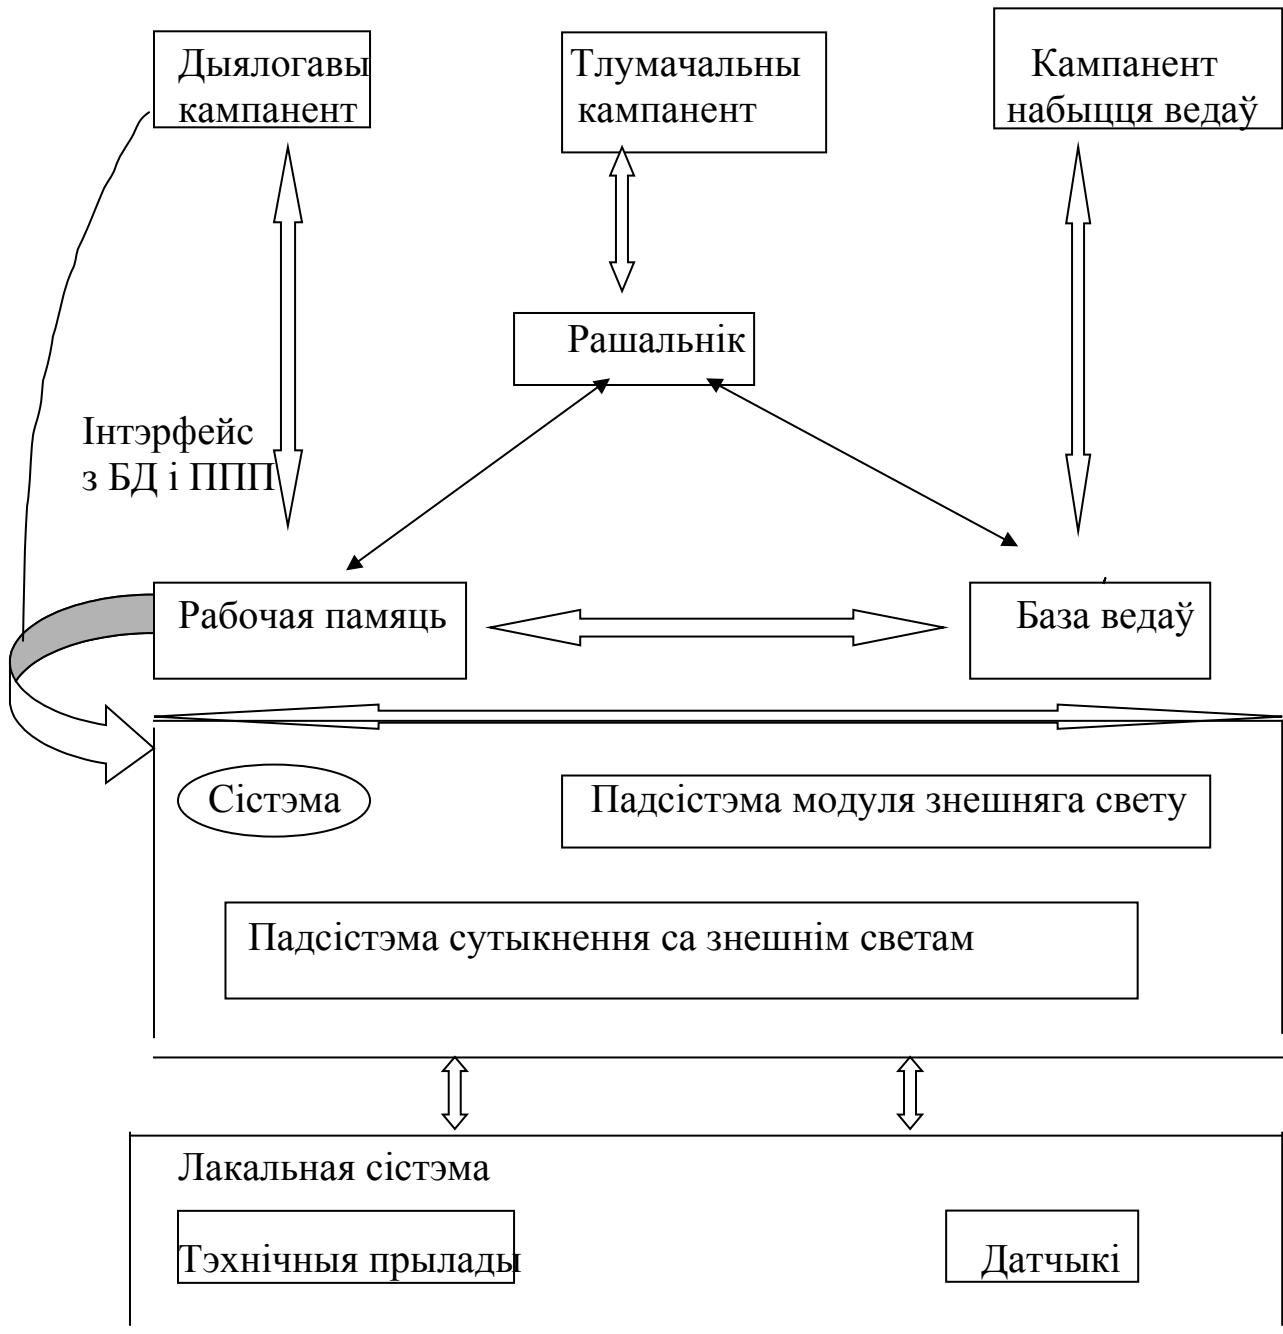 Дыялогавы
кампанент
Тлумачальны
кампанент
Кампанент
набыцця ведаў
Рашальнік
Інтэрфейс
з БД і ППП
Рабочая памяць
База ведаў
Сістэма
Падсістэма модуля знешняга свету
Падсістэма сутыкнення са знешнім светам
Лакальная сістэма
Тэхнічныя прылады
Датчыкі